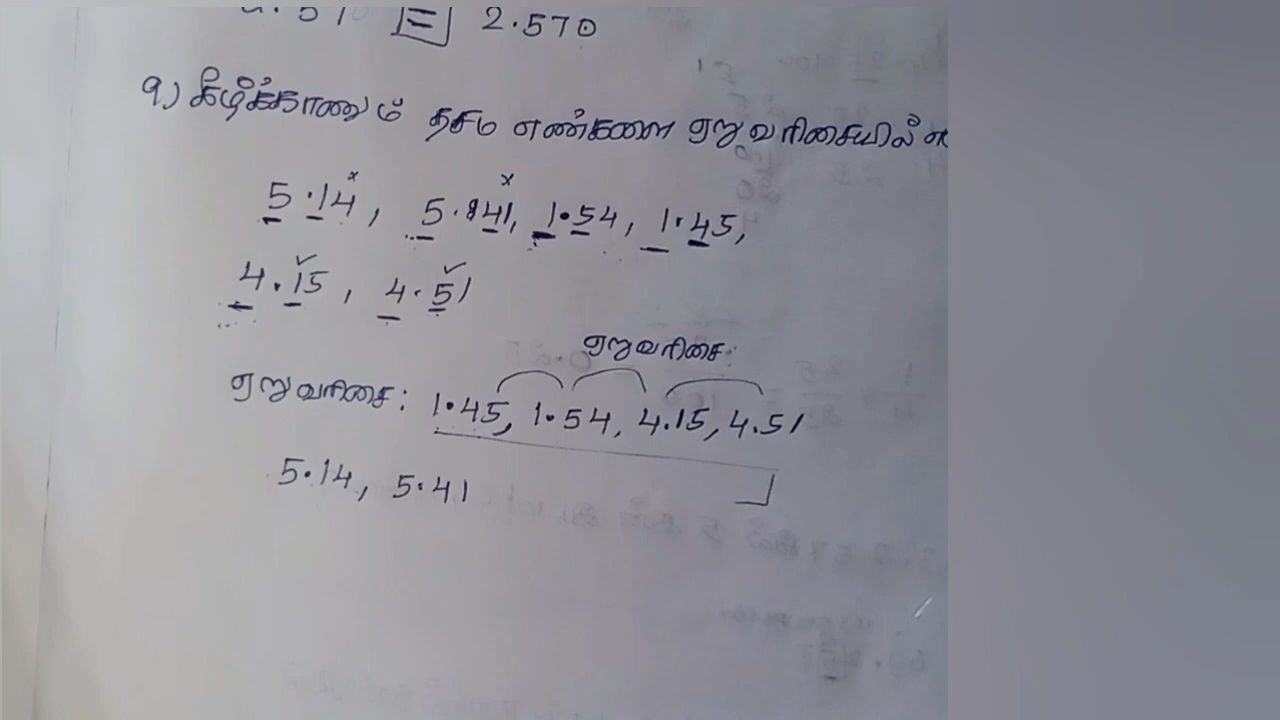 2.570
9) கீழ்க்காணும் தசம எண்களை ஏறுவரிசையில்
5.14, 5.141, 1.54, 1.45,
4.15, 4.51
ஏறுவரிசை:
ஏறுவரிசை: 1.45, 1.54, 4.15, 4.51
5.14, 5.41